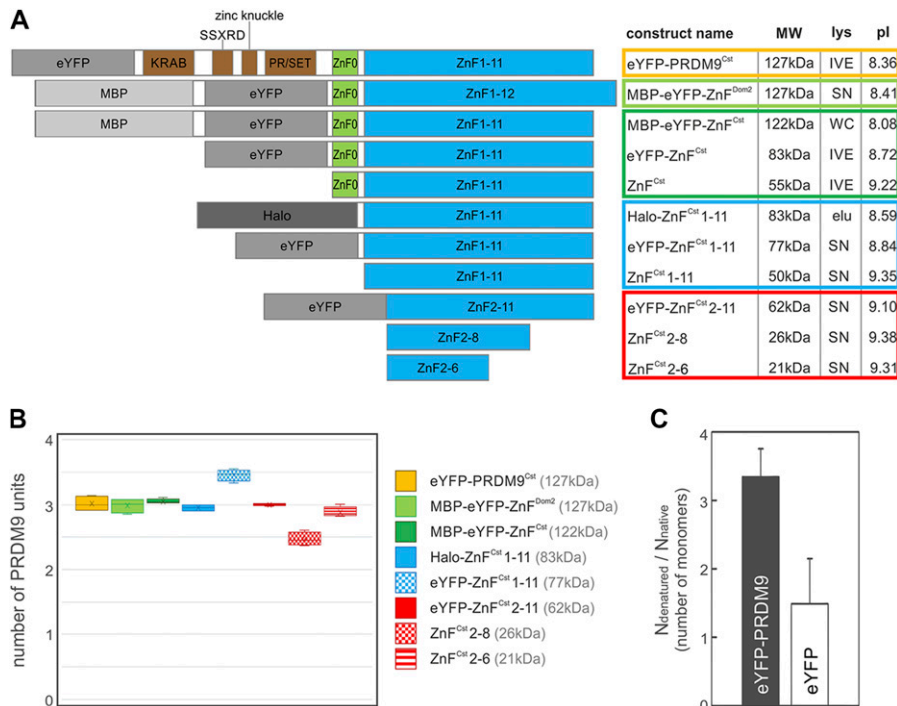 A
zinc knuckle
SSXRD
construct name MW lys pI
eYFP KRAB PR/SET ZnF0 ZnF1-11
eYFP-PRDM9Cst 127kDa IVE 8.36
MBP eYFP ZnF0 ZnF1-12
MBP-eYFP-ZnFDom2 127kDa SN 8.41
MBP eYFP ZnF0 ZnF1-11
MBP-eYFP-ZnFCst 122kDa WC 8.08
eYFP ZnF0 ZnF1-11
eYFP-ZnFCst 83kDa IVE 8.72
ZnF0 ZnF1-11
ZnFCst 55kDa IVE 9.22
Halo ZnF1-11
Halo-ZnFCst 1-11 83kDa elu 8.59
eYFP ZnF1-11
eYFP-ZnFCst 1-11 77kDa SN 8.84
ZnF1-11
ZnFCst 1-11 50kDa SN 9.35
eYFP ZnF2-11
eYFP-ZnFCst 2-11 62kDa SN 9.10
ZnF2-8
ZnFCst 2-8 26kDa SN 9.38
ZnF2-6
ZnFCst 2-6 21kDa SN 9.31
B
number of PRDM9 units
4
3
2
1
0
eYFP-PRDM9Cst (127kDa)
MBP-eYFP-ZnFDom2 (127kDa)
MBP-eYFP-ZnFCst (122kDa)
Halo-ZnFCst 1-11 (83kDa)
eYFP-ZnFCst 1-11 (77kDa)
eYFP-ZnFCst 2-11 (62kDa)
ZnFCst 2-8 (26kDa)
ZnFCst 2-6 (21kDa)
C
Ndenatured / Nnative
(number of monomers)
4
3
2
1
0
eYFP-PRDM9
eYFP